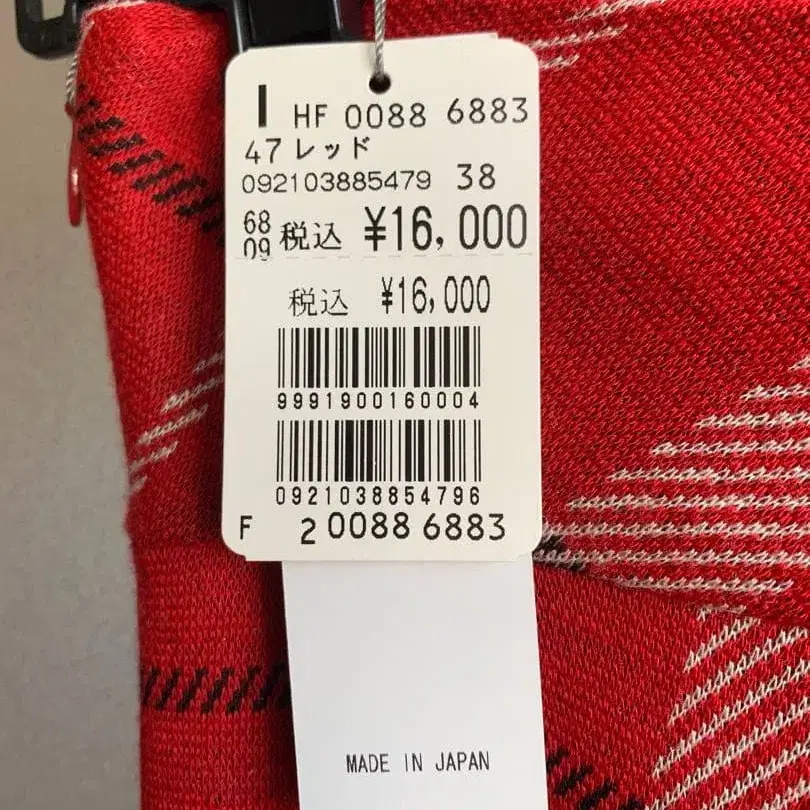 I HF 0088 6883
47 レッド
092103885479 38
68
09 税込 ¥16,000
税込 ¥16,000
9991900160004
0921038854796
F 2 0088 6883
MADE IN JAPAN